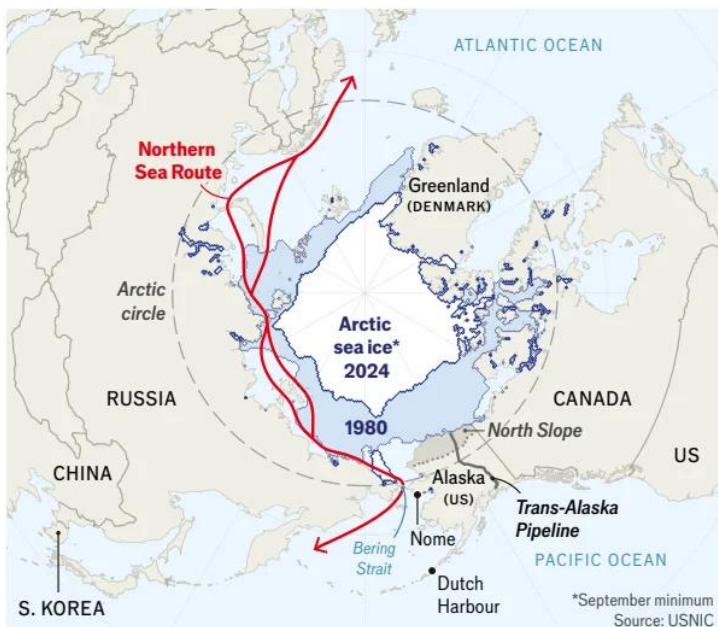 ATLANTIC OCEAN
Northern
Sea Route
Greenland
(DENMARK)
Arctic
circle
Arctic
sea ice*
2024
RUSSIA
1980
CANADA
North Slope
US
CHINA
Alaska
(US)
Trans-Alaska
Pipeline
Nome
Bering
Strait
PACIFIC OCEAN
Dutch
Harbour
S. KOREA
*September minimum
Source: USNIC